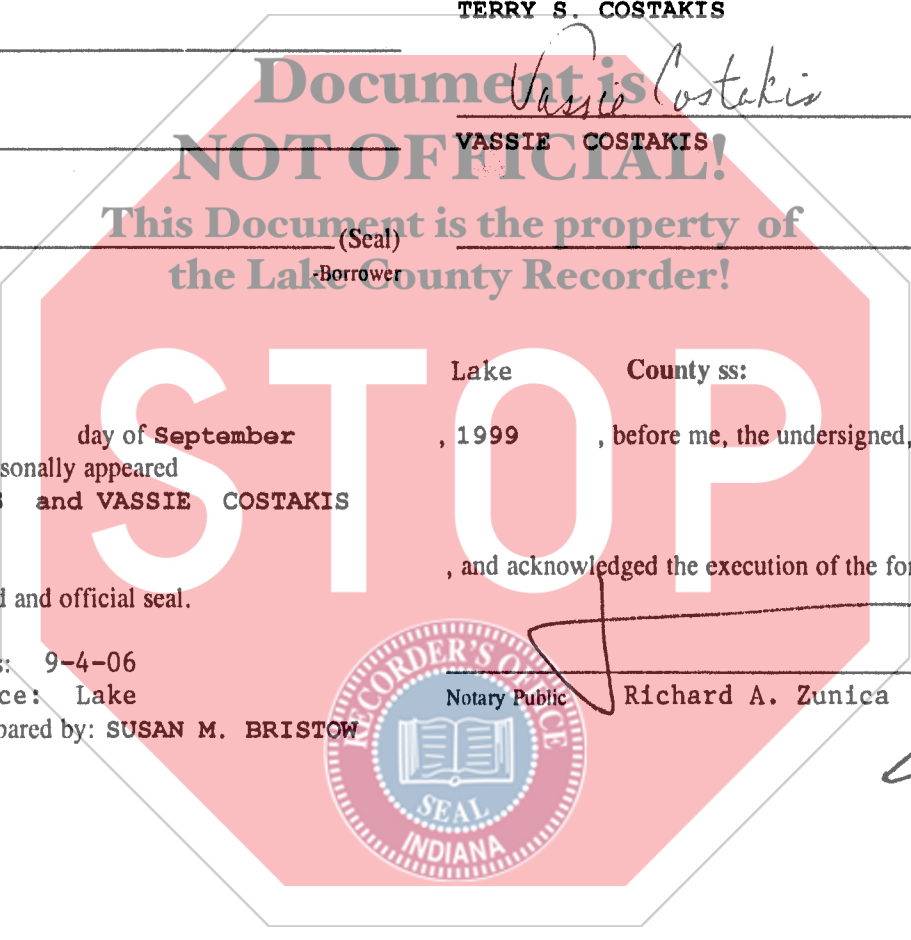 TERRY S. COSTAKIS
Document is
Vassie Costakis
NOT OFFICIAL!
VASSIE COSTAKIS
This Document is the property of
(Seal)
the Lake County Recorder!
-Borrower
STOP
Lake County ss:
day of September , 1999 , before me, the undersigned,
sonally appeared
S and VASSIE COSTAKIS
, and acknowledged the execution of the for
d and official seal.
s: 9-4-06
ce: Lake
Notary Public Richard A. Zunica
pared by: SUSAN M. BRISTOW
RECORDER'S OFFICE
SEAL
INDIANA